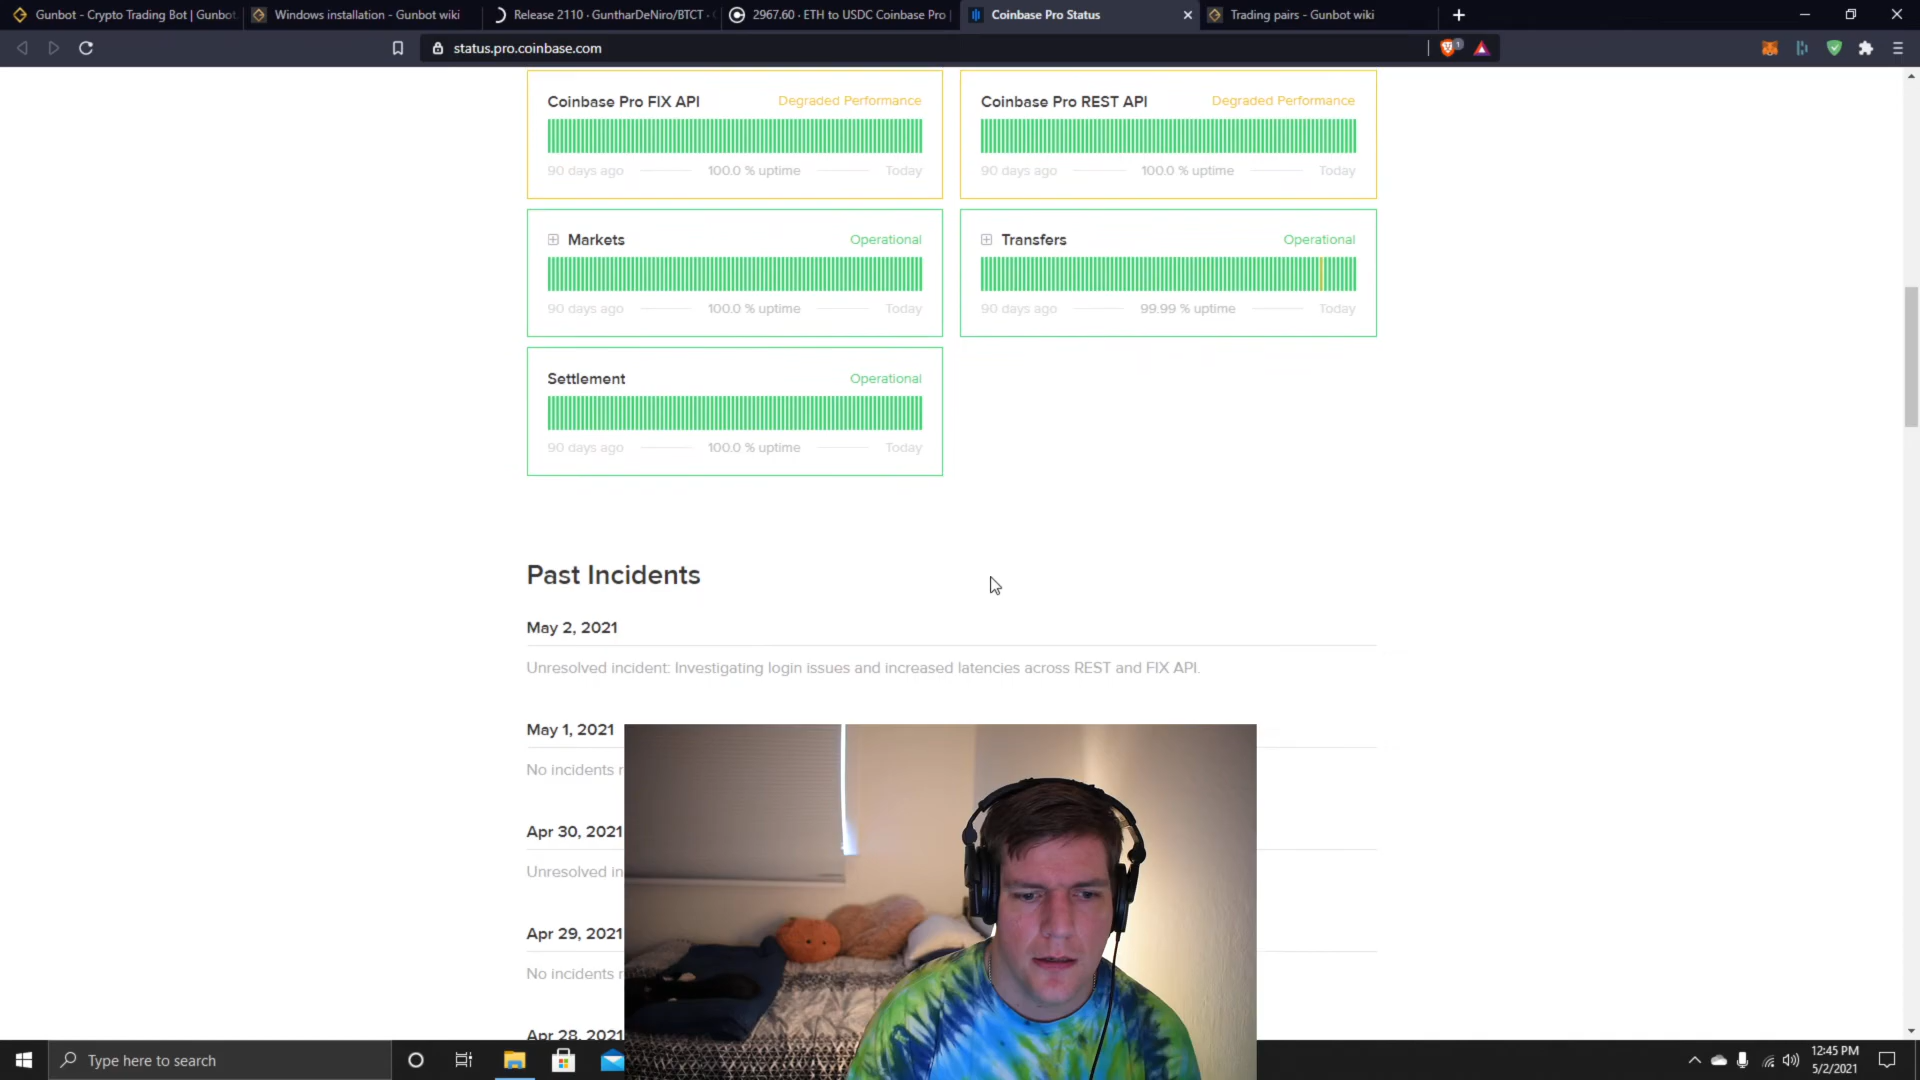 Gunbot - Crypto Trading Bot | Gunbot
Windows installation - Gunbot wiki
Release 2110 · GuntharDeNiro/BTCT ·
2967.60 · ETH to USDC Coinbase Pro |
Coinbase Pro Status
Trading pairs - Gunbot wiki
status.pro.coinbase.com
1
Coinbase Pro FIX API Degraded Performance
90 days ago 100.0 % uptime Today
Coinbase Pro REST API Degraded Performance
90 days ago 100.0 % uptime Today
Markets Operational
90 days ago 100.0 % uptime Today
Transfers Operational
90 days ago 99.99 % uptime Today
Settlement Operational
90 days ago 100.0 % uptime Today
Past Incidents
May 2, 2021
Unresolved incident: Investigating login issues and increased latencies across REST and FIX API.
May 1, 2021
No incidents
Apr 30, 2021
Unresolved
Apr 29, 2021
No incidents
Apr 28, 2021
Type here to search
12:45 PM
5/2/2021